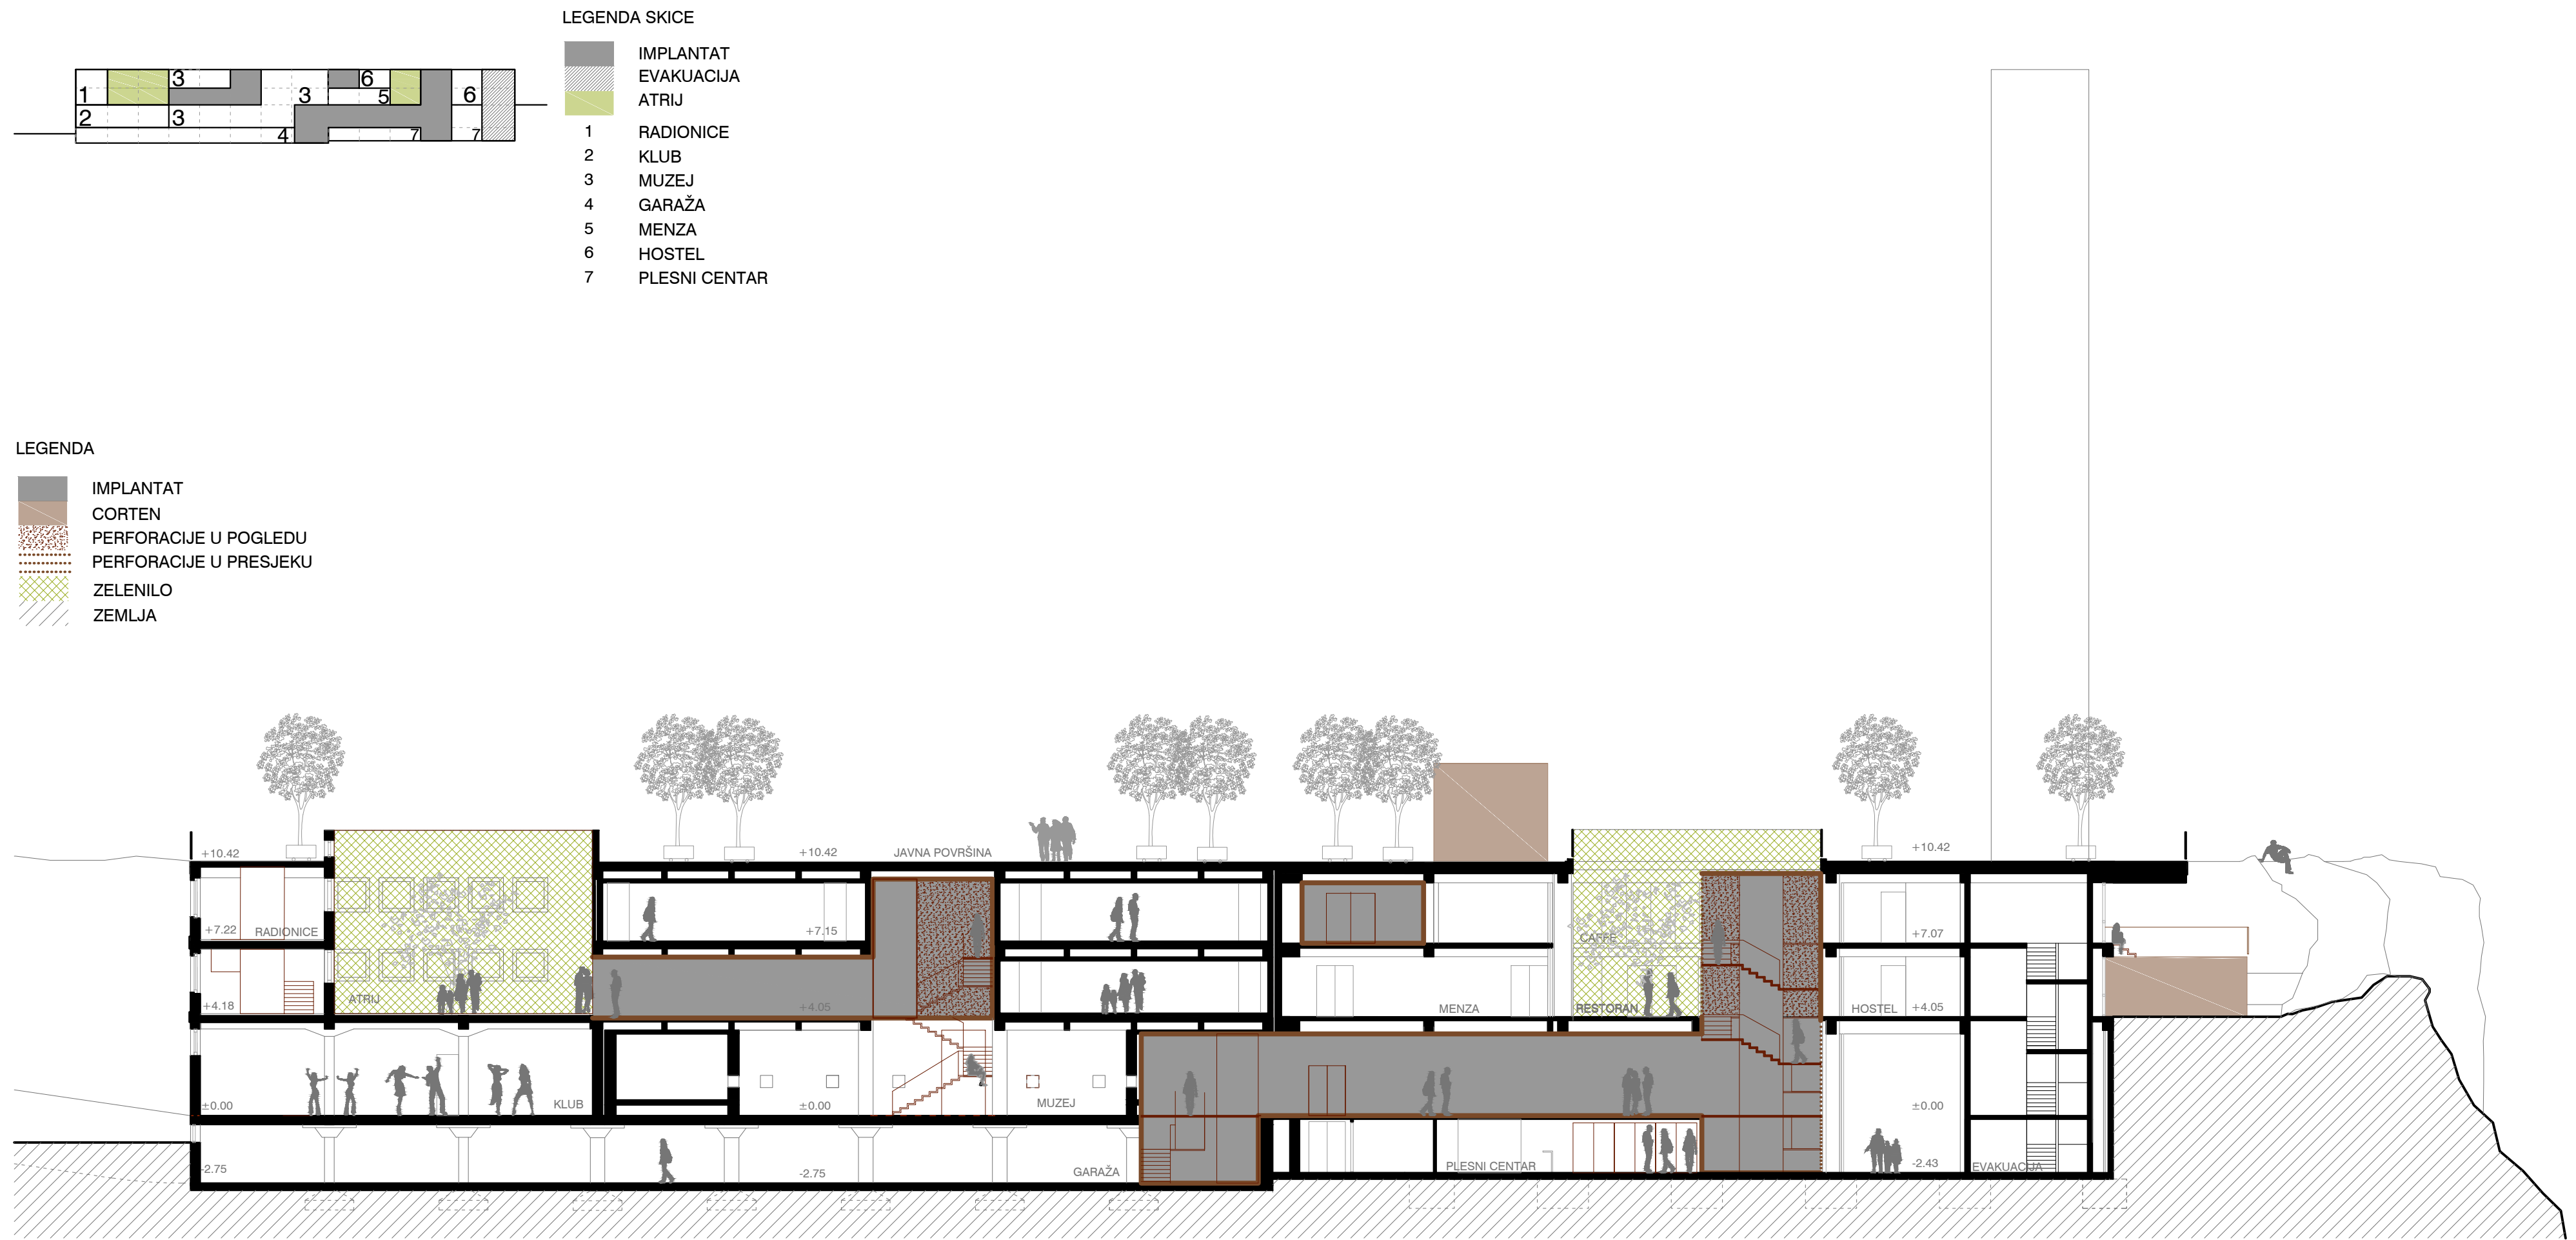 LEGENDA SKICE
IMPLANTAT
EVAKUACIJA
ATRIJ
1 RADIONICE
2 KLUB
3 MUZEJ
4 GARAŽA
5 MENZA
6 HOSTEL
7 PLESNI CENTAR
3 6
1 3 5 6
2 3
4 7 7
LEGENDA
IMPLANTAT
CORTEN
PERFORACIJE U POGLEDU
PERFORACIJE U PRESJEKU
ZELENILO
ZEMLJA
+10.42 +10.42 JAVNA POVRŠINA +10.42
+7.22 RADIONICE +7.15 CAFFE +7.07
+4.18 ATRIJ +4.05 MENZA RESTORAN HOSTEL +4.05
±0.00 KLUB ±0.00 MUZEJ ±0.00
-2.75 -2.75 GARAŽA PLESNI CENTAR -2.43 EVAKUACIJA